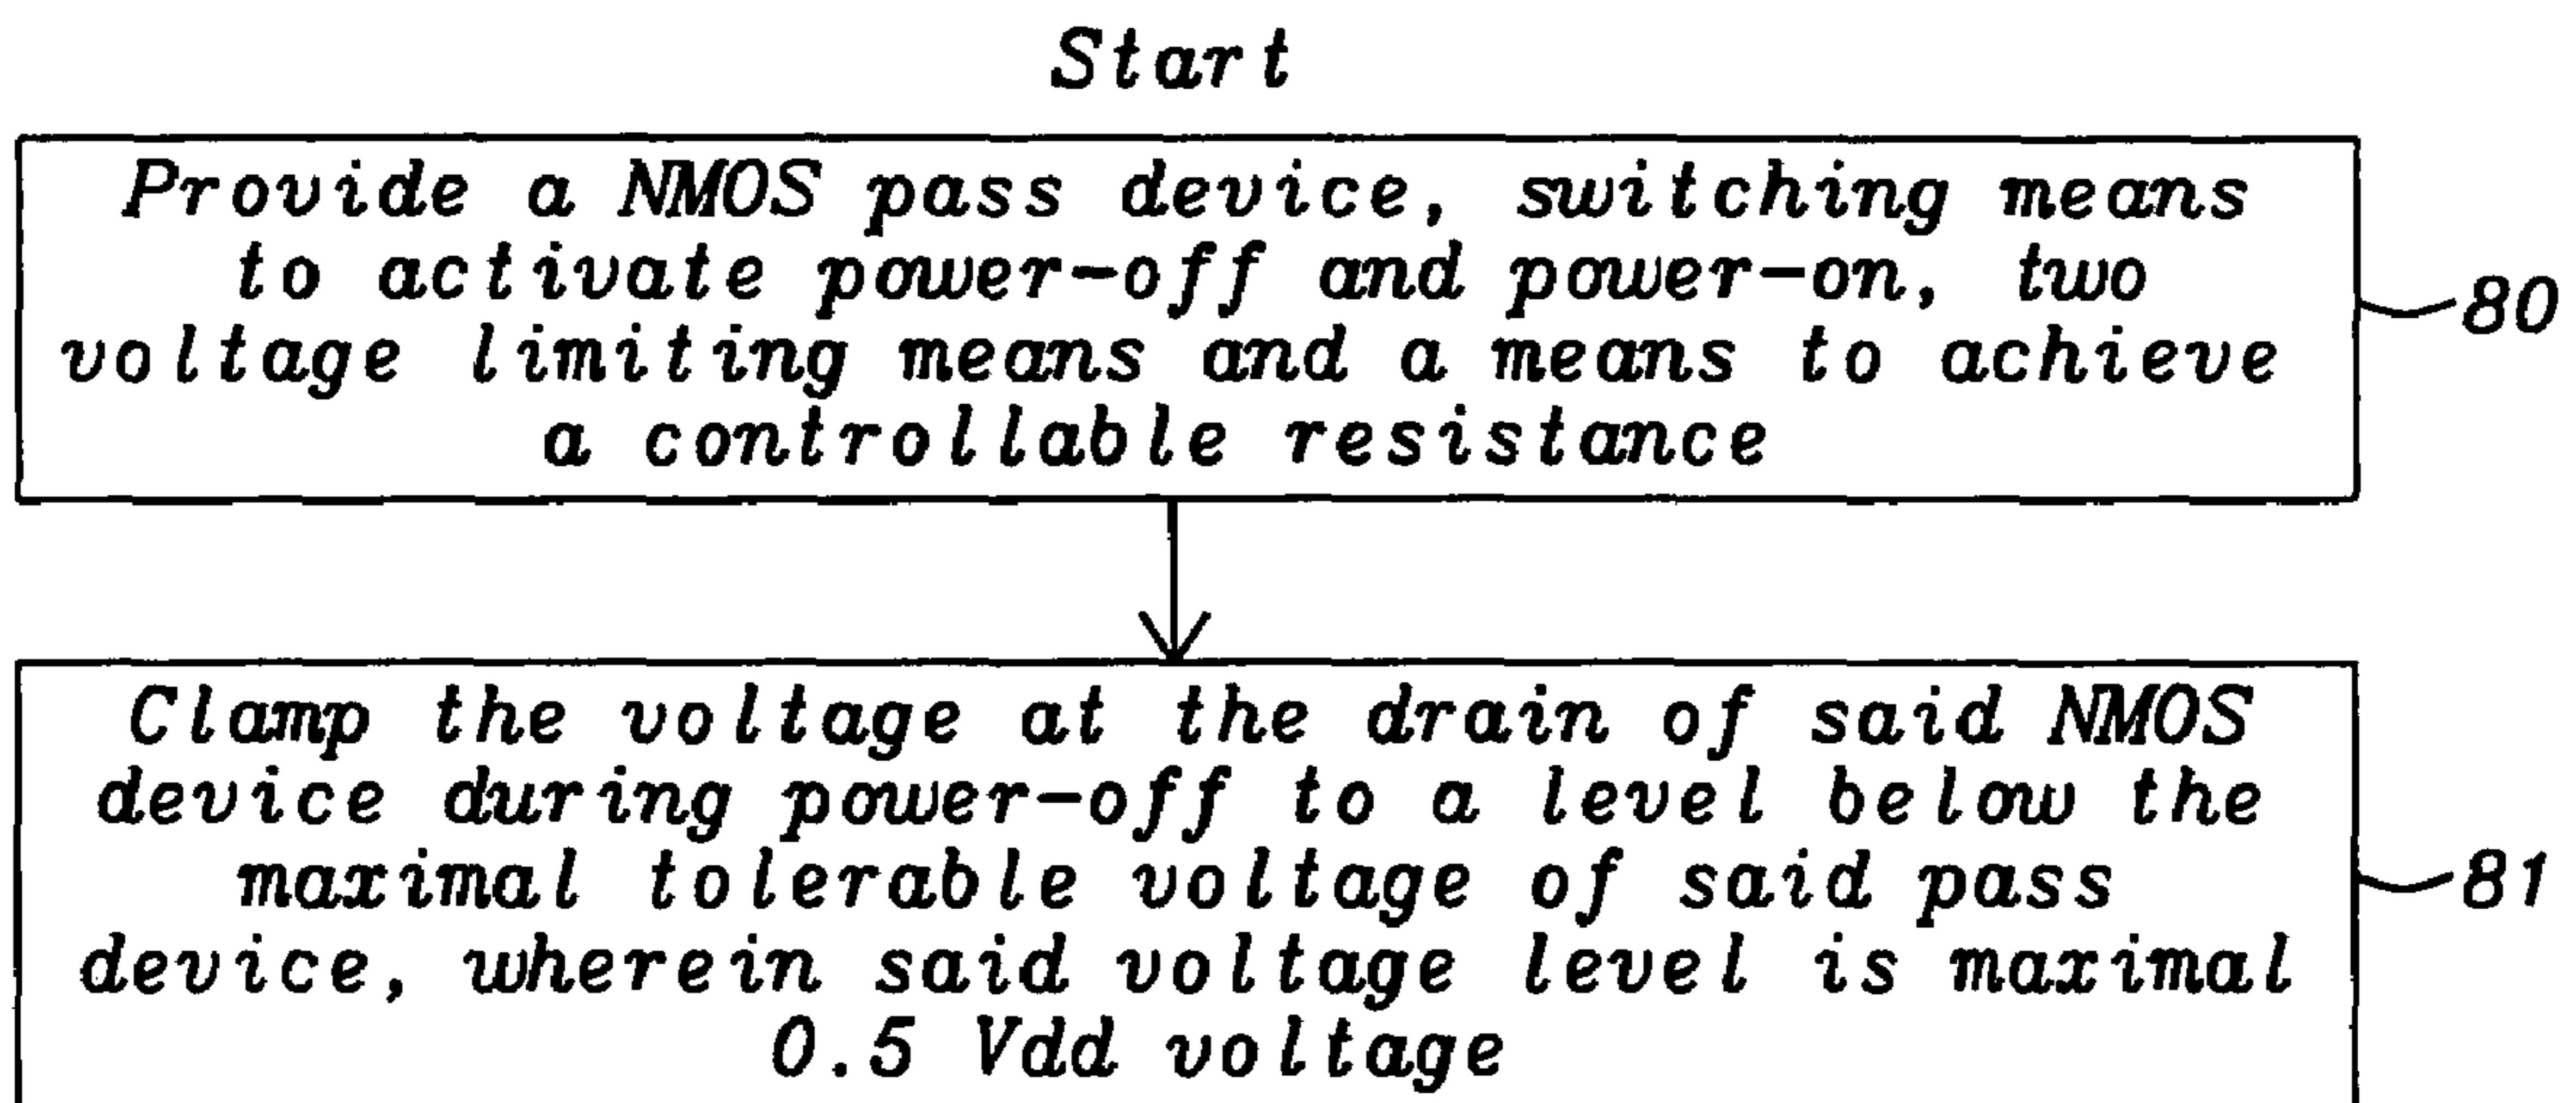 Start
Provide a NMOS pass device, switching means
to activate power-off and power-on, two
voltage limiting means and a means to achieve
a controllable resistance
80
Clamp the voltage at the drain of said NMOS
device during power-off to a level below the
maximal tolerable voltage of said pass
device, wherein said voltage level is maximal
0.5 Vdd voltage
81